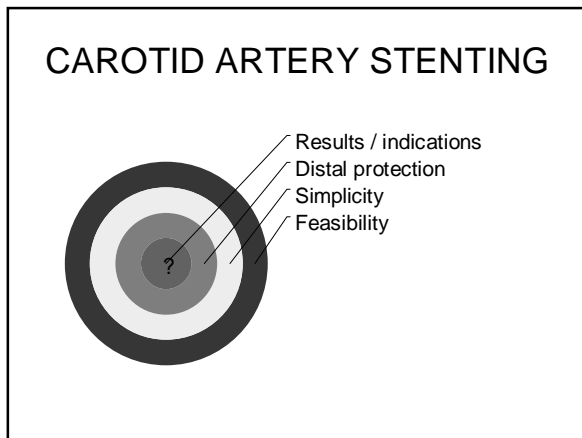 CAROTID ARTERY STENTING
Results / indications
Distal protection
Simplicity
Feasibility
?